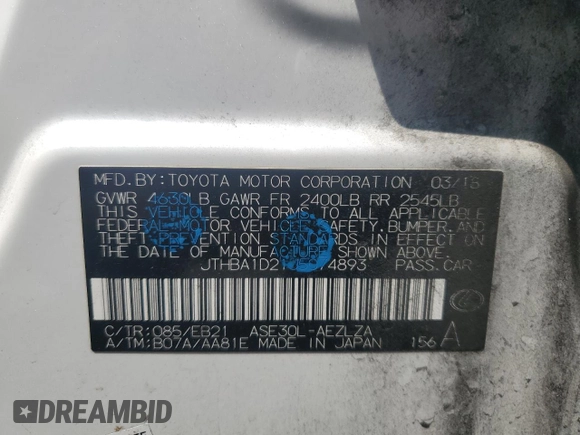 MFD. BY: TOYOTA MOTOR CORPORATION 03/15
GVWR 4630LB GAWR FR 2400LB RR 2545LB
THIS VEHICLE CONFORMS TO ALL APPLICABLE
FEDERAL MOTOR VEHICLE SAFETY, BUMPER, AND
THEFT PREVENTION STANDARDS IN EFFECT ON
THE DATE OF MANUFACTURE SHOWN ABOVE.
PASS.CAR
C/TR: 085/EB21 ASE30L-AEZLZA
A/TM: B07A/AA81E MADE IN JAPAN 156 A
DREAMBID